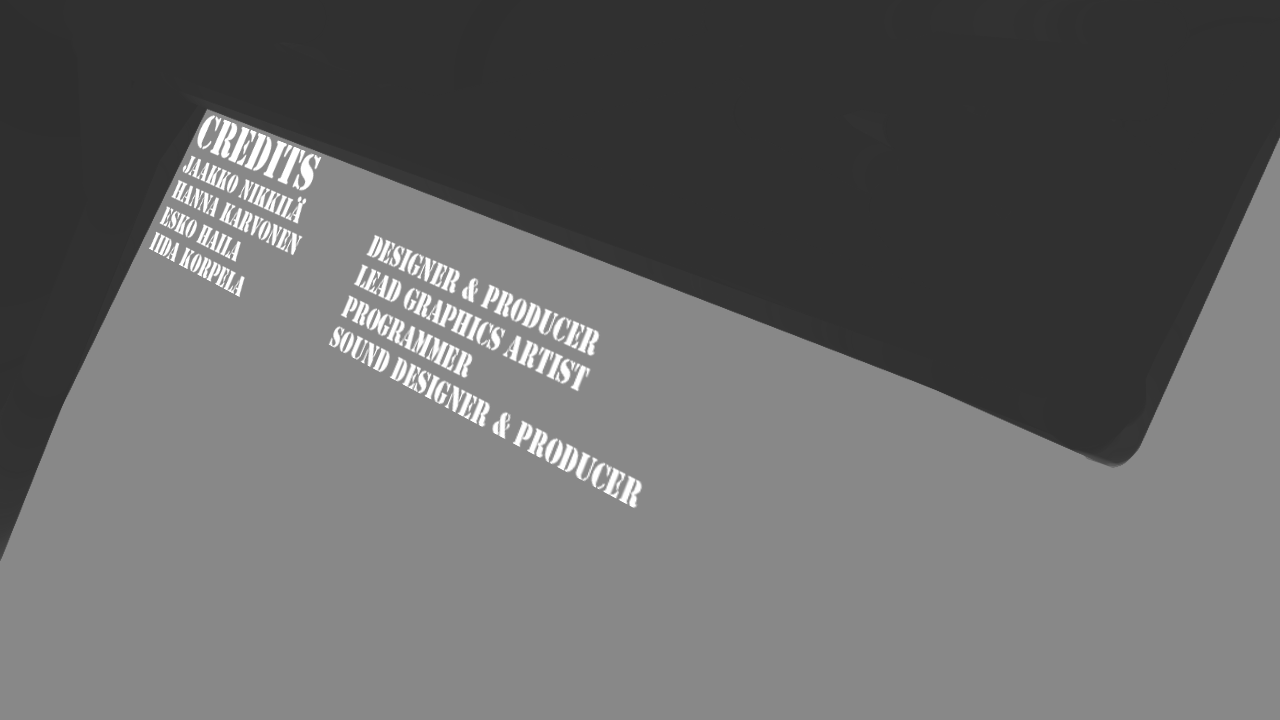 CREDITS
JAAKKO NIKKILÄ
HANNA KARVONEN
ESKO HAILA
IIDA KORPELA
DESIGNER & PRODUCER
LEAD GRAPHICS ARTIST
PROGRAMMER
SOUND DESIGNER & PRODUCER